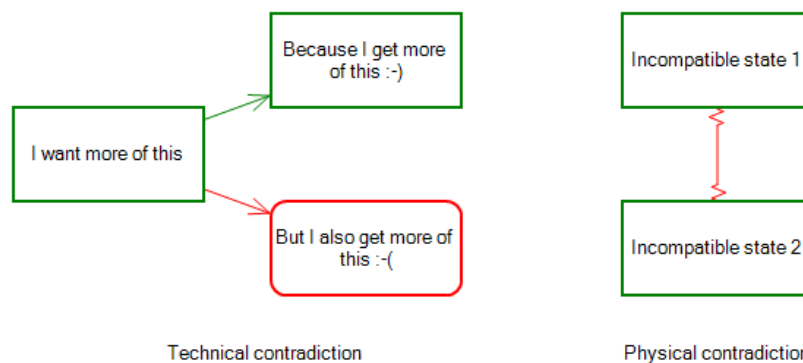 Because I get more
of this :-)
Incompatible state 1
I want more of this
But I also get more of
this :-(
Incompatible state 2
Technical contradiction
Physical contradiction